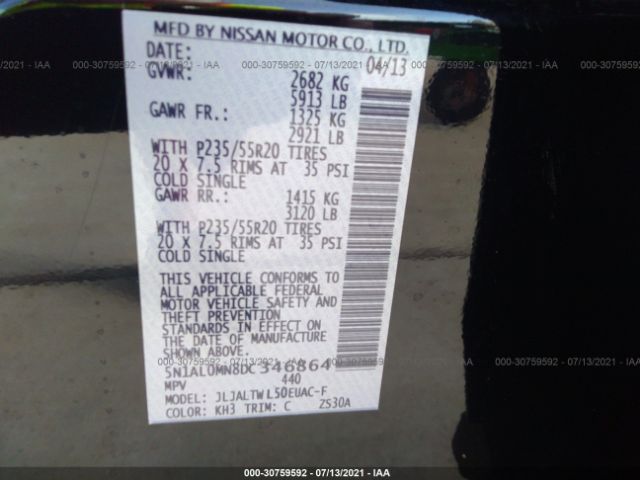 MFD BY NISSAN MOTOR CO., LTD.
DATE: 04/13
GVWR: 2682 KG
5913 LB
GAWR FR.: 1325 KG
2921 LB
WITH P235/55R20 TIRES
20 X 7.5 RIMS AT 35 PSI
COLD SINGLE
GAWR RR.: 1415 KG
3120 LB
WITH P235/55R20 TIRES
20 X 7.5 RIMS AT 35 PSI
COLD SINGLE
THIS VEHICLE CONFORMS TO
ALL APPLICABLE FEDERAL
MOTOR VEHICLE SAFETY AND
THEFT PREVENTION
STANDARDS IN EFFECT ON
THE DATE OF MANUFACTURE
SHOWN ABOVE.
5N1AL0MN8DC346864
MPV 440
MODEL: JLJALTWL50EUAC-F
COLOR: KH3 TRIM: C ZS30A
000-30759592 - 07/13/2021 - IAA